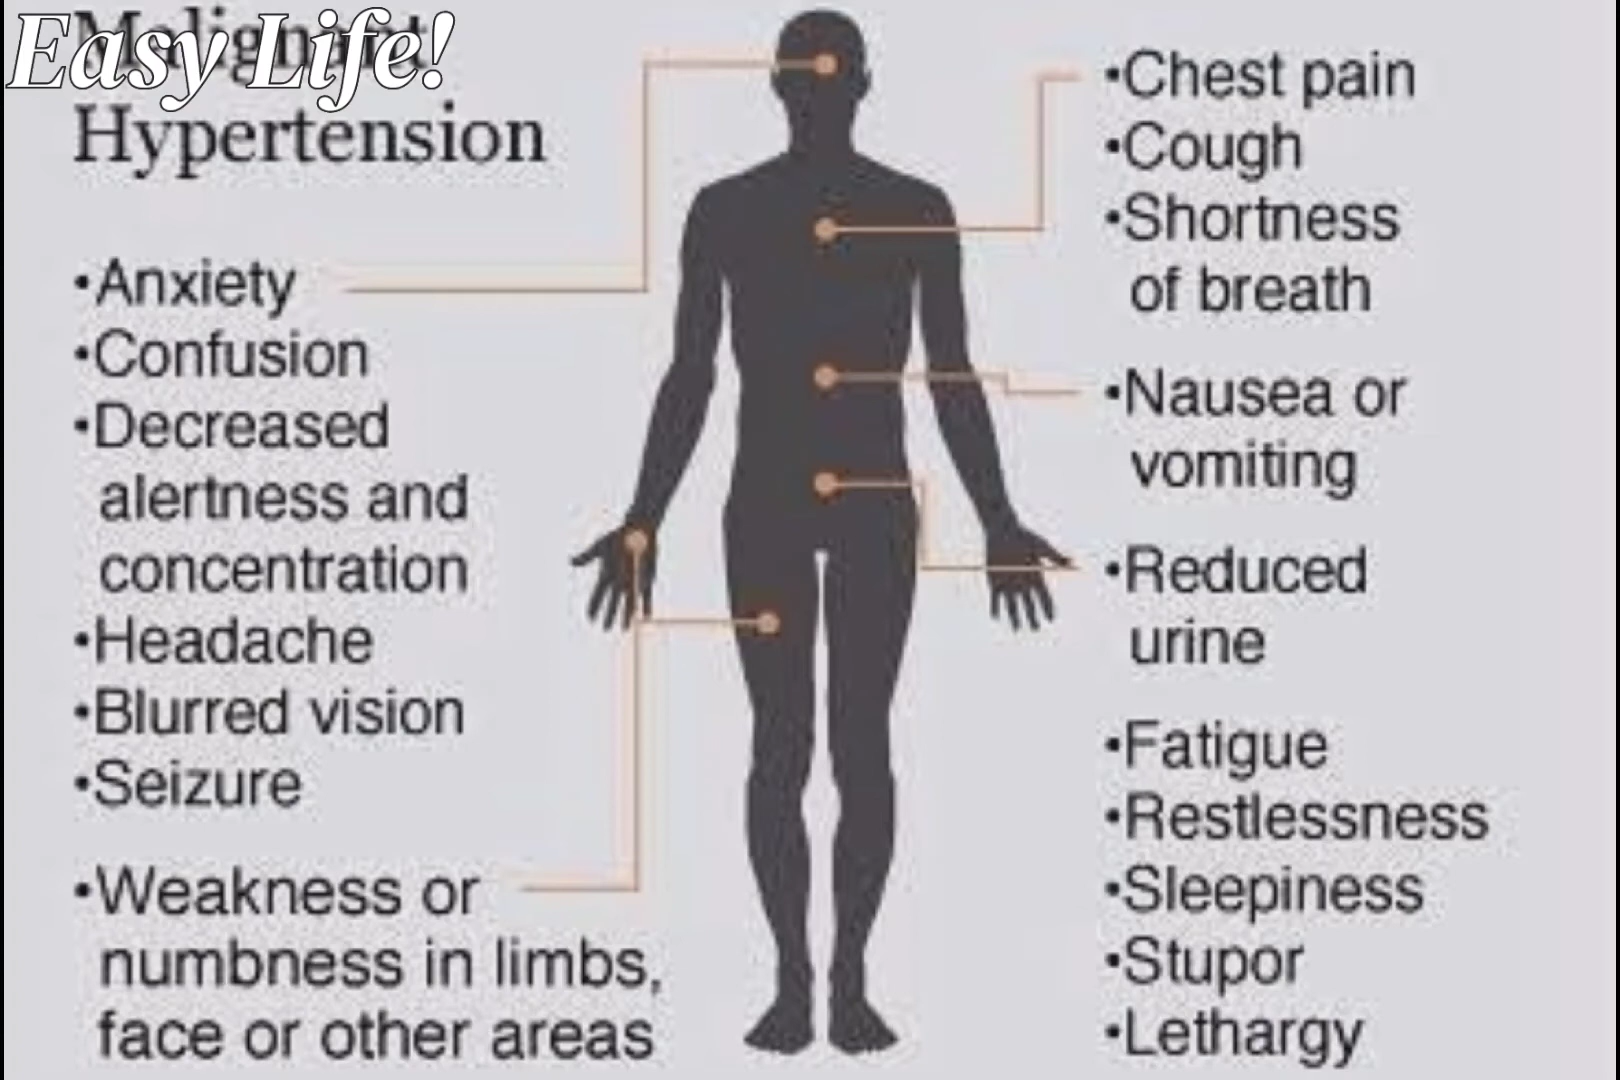 Easy Life!
Malignant
Hypertension
•Anxiety
•Confusion
•Decreased
alertness and
concentration
•Headache
•Blurred vision
•Seizure
•Weakness or
numbness in limbs,
face or other areas
•Chest pain
•Cough
•Shortness
of breath
•Nausea or
vomiting
•Reduced
urine
•Fatigue
•Restlessness
•Sleepiness
•Stupor
•Lethargy